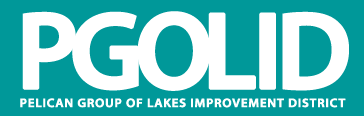 PGOLID
PELICAN GROUP OF LAKES IMPROVEMENT DISTRICT